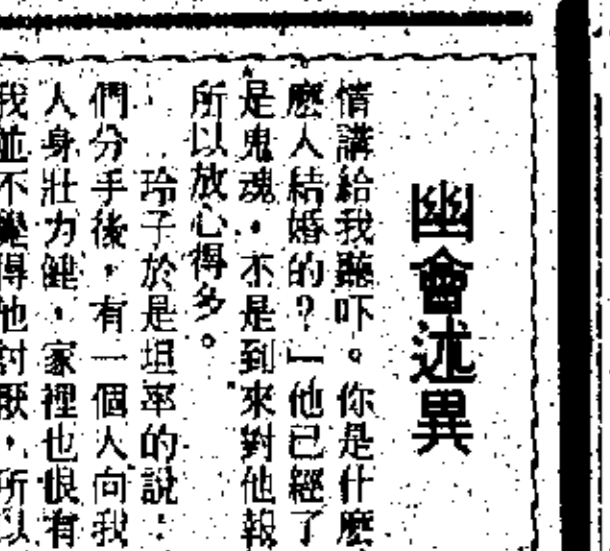 幽會述異
情講給我聽吓。你是什麽
麽人結婚的?」他已經了
是鬼魂,不是到來對他報
所以放心得多。
玲子於是坦率的說:
們分手後,有一個人向我
人身壯力健,家裡也很有
我並不覺得他討厭,所以